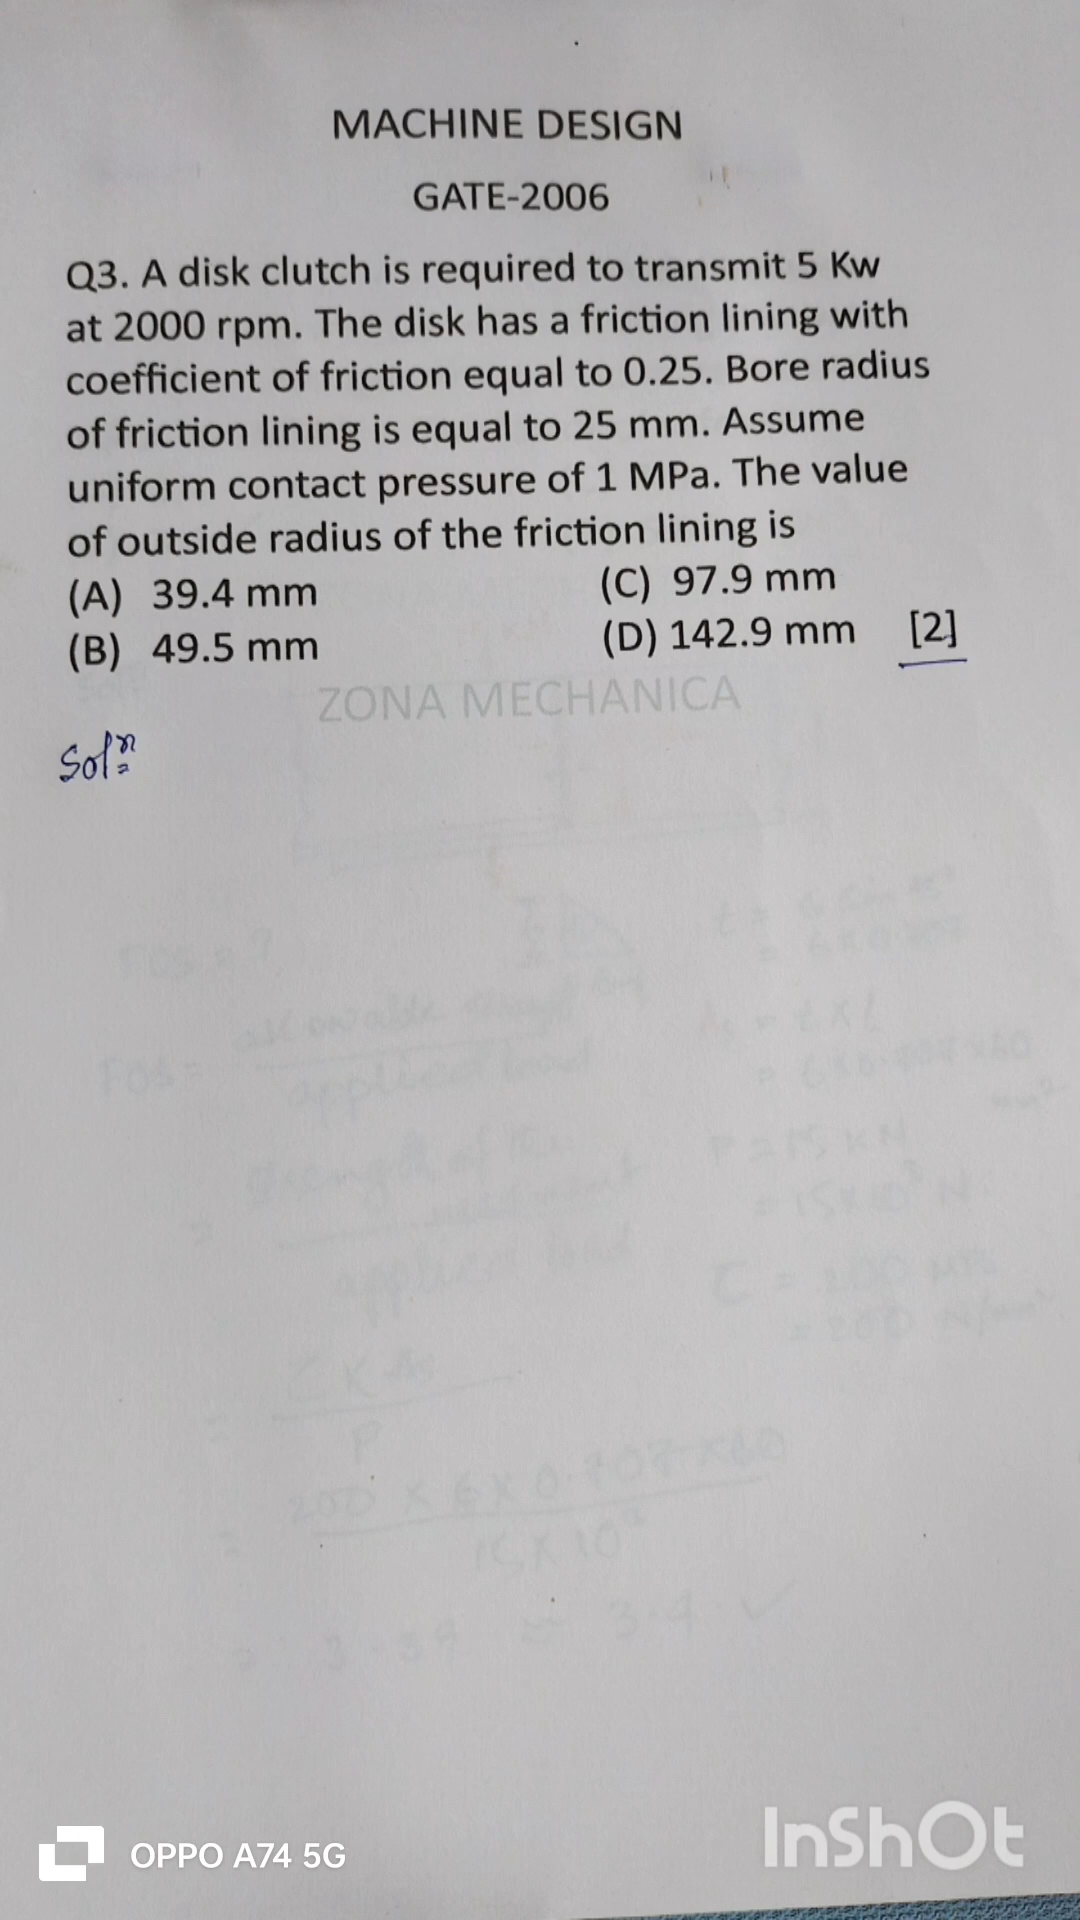 MACHINE DESIGN
GATE-2006
Q3. A disk clutch is required to transmit 5 Kw
at 2000 rpm. The disk has a friction lining with
coefficient of friction equal to 0.25. Bore radius
of friction lining is equal to 25 mm. Assume
uniform contact pressure of 1 MPa. The value
of outside radius of the friction lining is
(A) 39.4 mm (C) 97.9 mm
(B) 49.5 mm (D) 142.9 mm [2]
ZONA MECHANICA
Solⁿ
OPPO A74 5G
InShOt